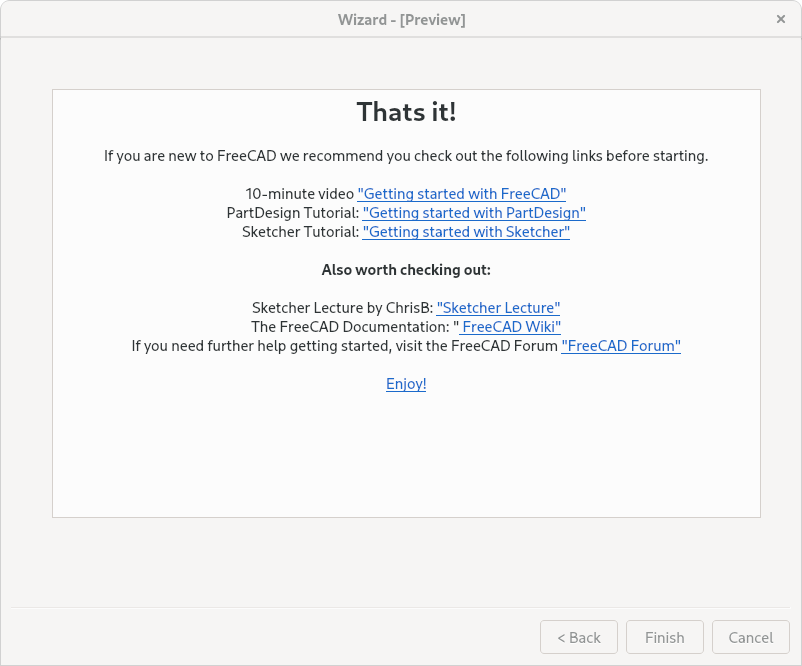 Wizard - [Preview]
Thats it!
If you are new to FreeCAD we recommend you check out the following links before starting.
10-minute video "Getting started with FreeCAD"
PartDesign Tutorial: "Getting started with PartDesign"
Sketcher Tutorial: "Getting started with Sketcher"
Also worth checking out:
Sketcher Lecture by ChrisB: "Sketcher Lecture"
The FreeCAD Documentation: " FreeCAD Wiki"
If you need further help getting started, visit the FreeCAD Forum "FreeCAD Forum"
Enjoy!
< Back Finish Cancel